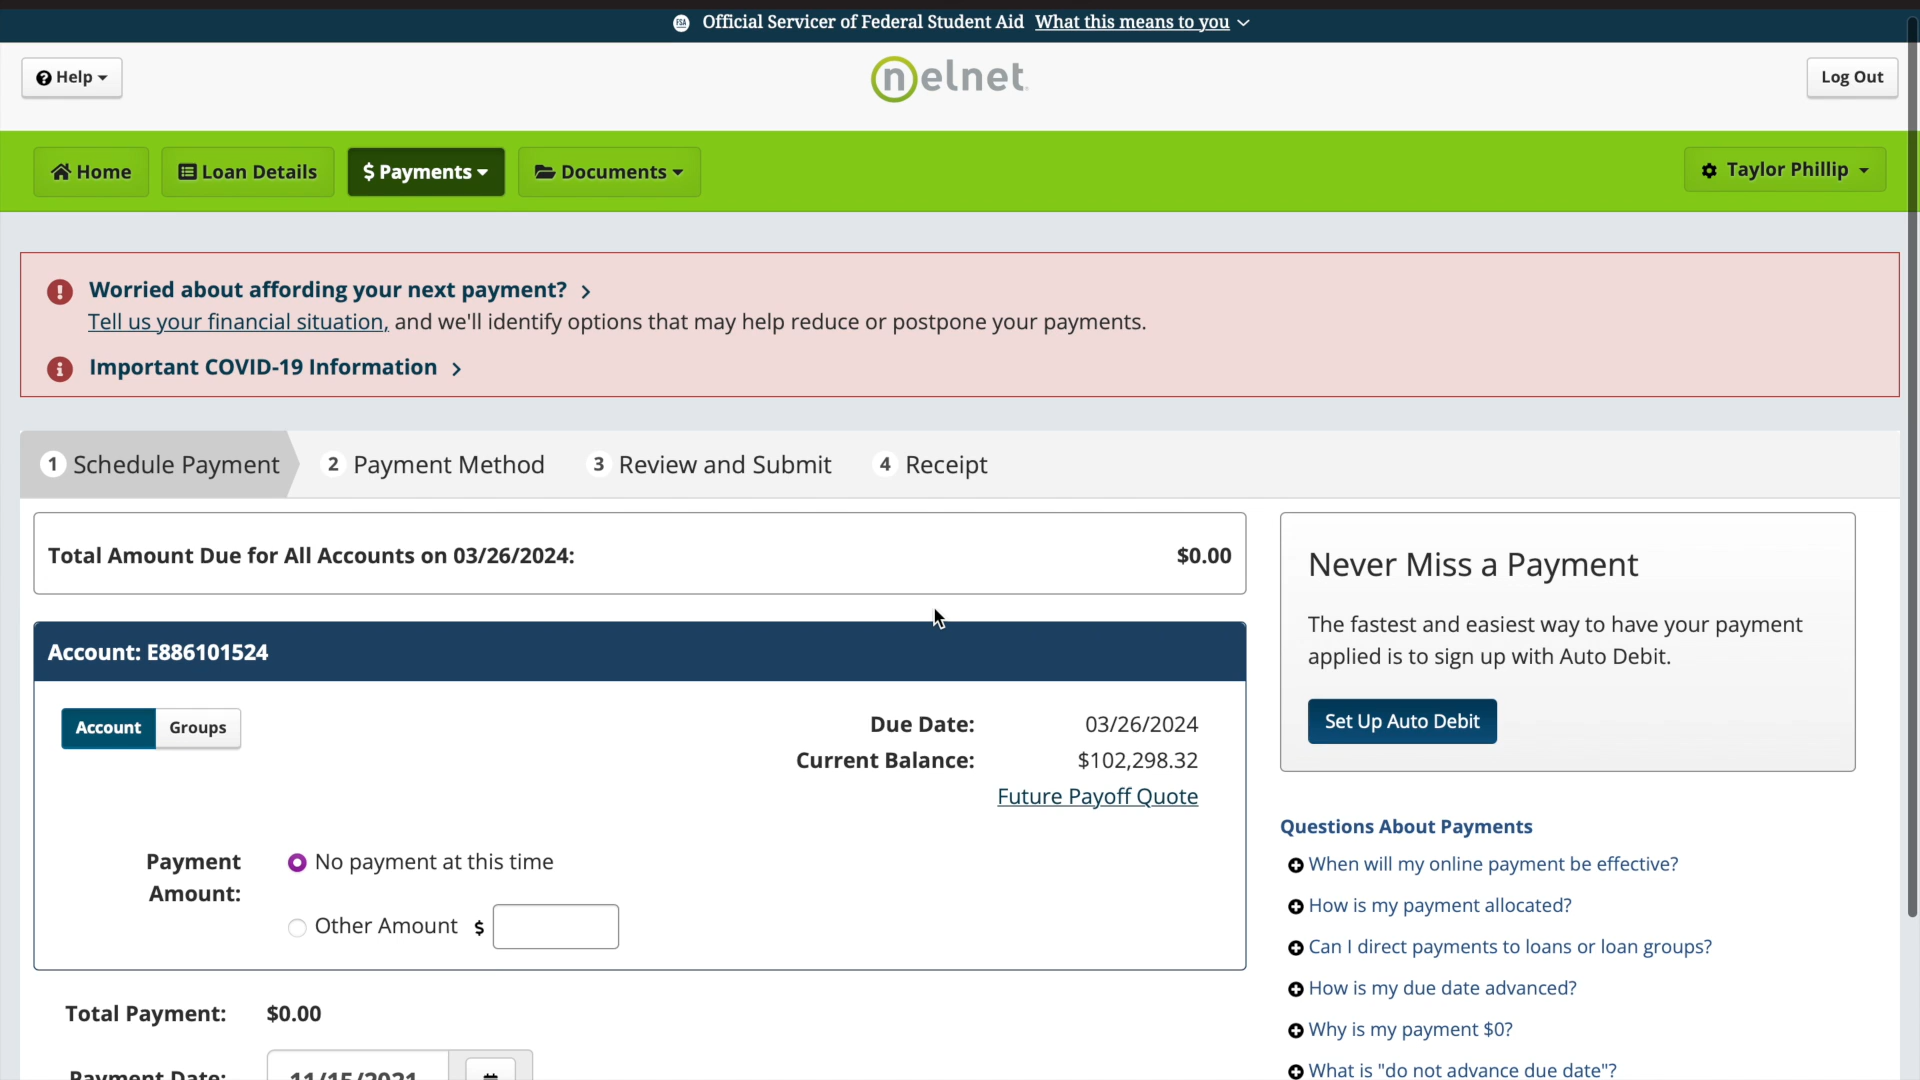 Official Servicer of Federal Student Aid What this means to you
Help
nelnet
Log Out
Home
Loan Details
$ Payments
Documents
Taylor Phillip
Worried about affording your next payment?
Tell us your financial situation, and we'll identify options that may help reduce or postpone your payments.
Important COVID-19 Information
1 Schedule Payment
2 Payment Method
3 Review and Submit
4 Receipt
Total Amount Due for All Accounts on 03/26/2024: $0.00
Account: E886101524
Account Groups
Due Date: 03/26/2024
Current Balance: $102,298.32
Future Payoff Quote
Payment
Amount:
No payment at this time
Other Amount $
Total Payment: $0.00
Payment Date: 11/15/2021
Never Miss a Payment
The fastest and easiest way to have your payment
applied is to sign up with Auto Debit.
Set Up Auto Debit
Questions About Payments
When will my online payment be effective?
How is my payment allocated?
Can I direct payments to loans or loan groups?
How is my due date advanced?
Why is my payment $0?
What is "do not advance due date"?